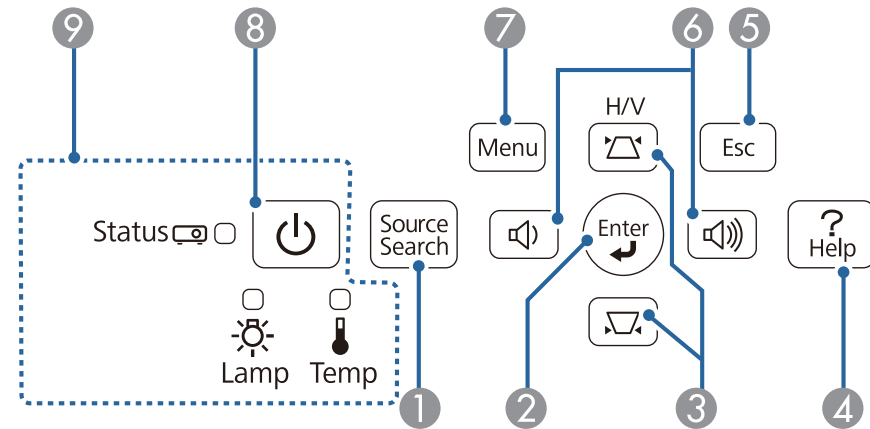 9
8
7
6
5
H/V
Menu
Esc
Status
Source
Search
Enter
?
Help
Lamp
Temp
1
2
3
4